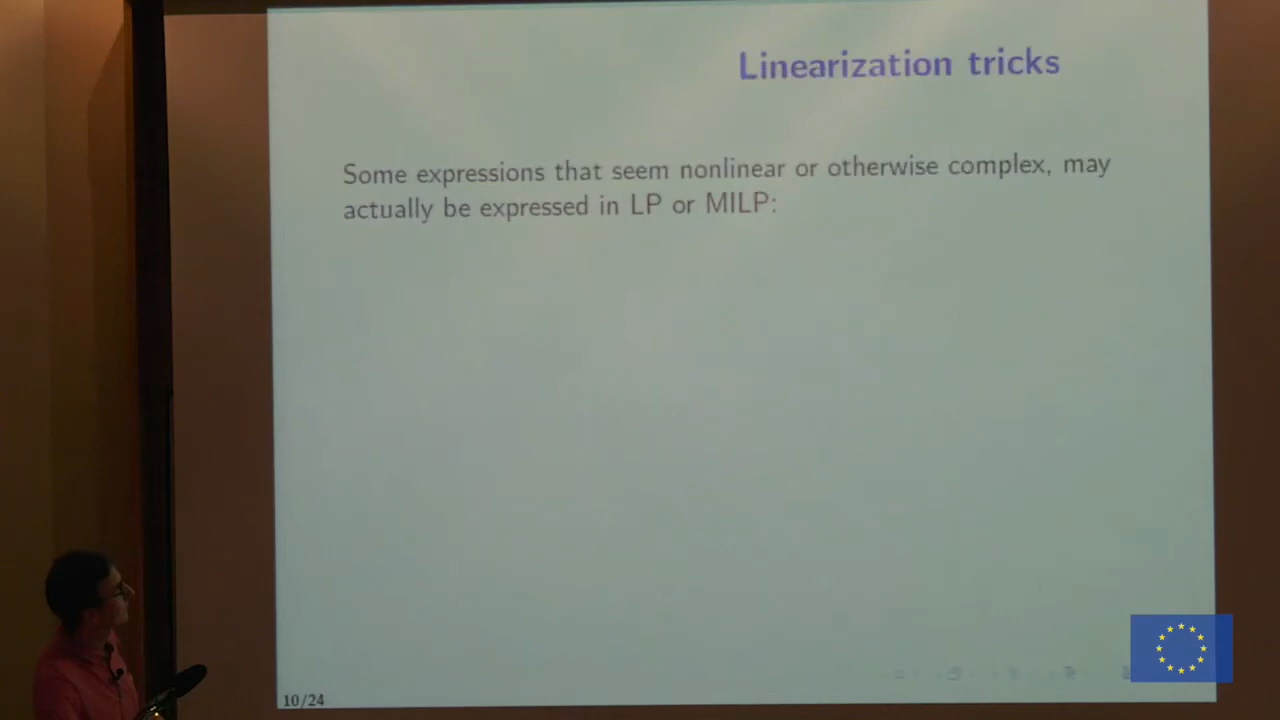 Linearization tricks
Some expressions that seem nonlinear or otherwise complex, may
actually be expressed in LP or MILP:
10/24